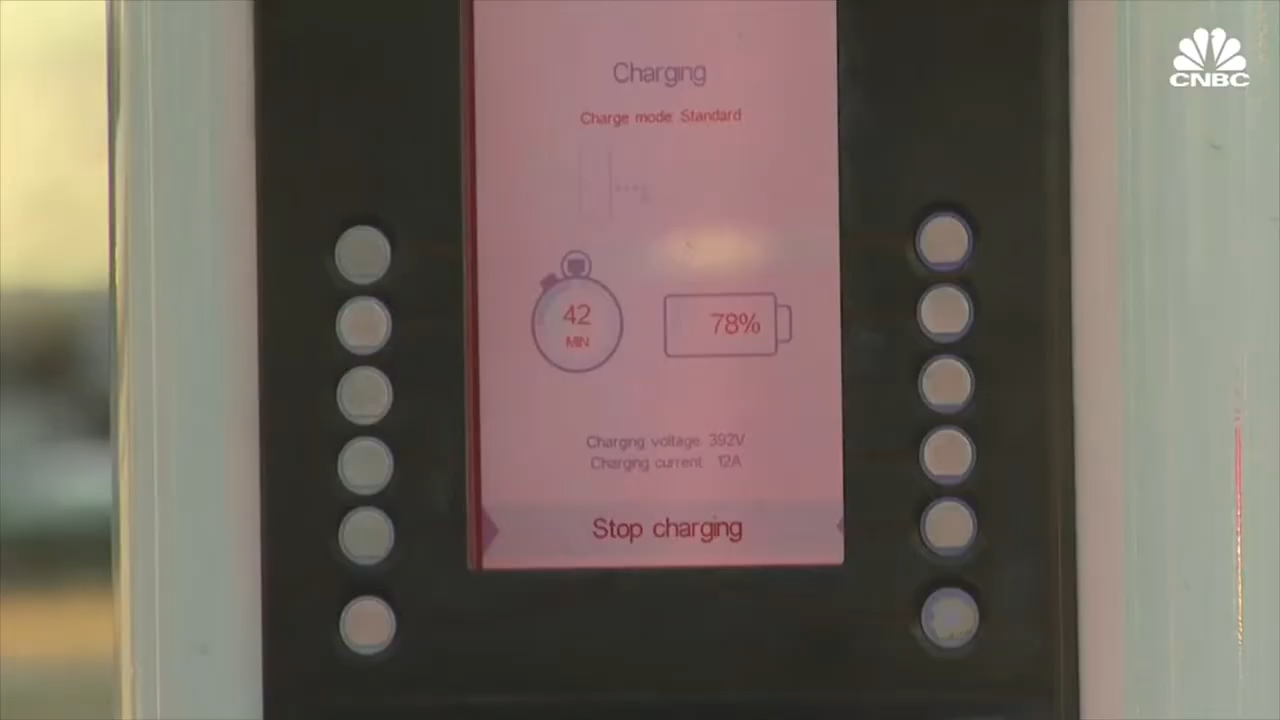 CNBC
Charging
Charge mode: Standard
42
MIN
78%
Charging voltage: 392V
Charging current: 12A
Stop charging